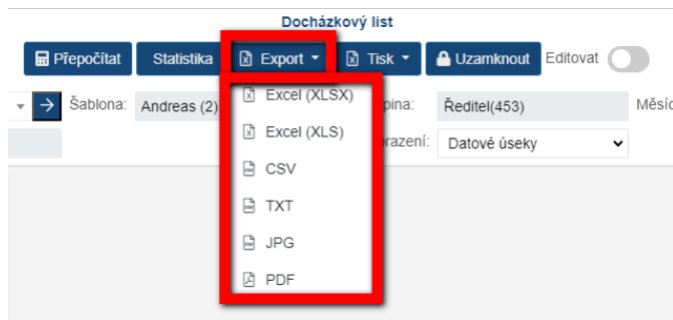 Docházkový list
Přepočítat Statistika Export Tisk Uzamknout Editovat
Šablona: Andreas (2) pina: Ředitel(453) Měsíc
razení: Datové úseky
Excel (XLSX)
Excel (XLS)
CSV
TXT
JPG
PDF